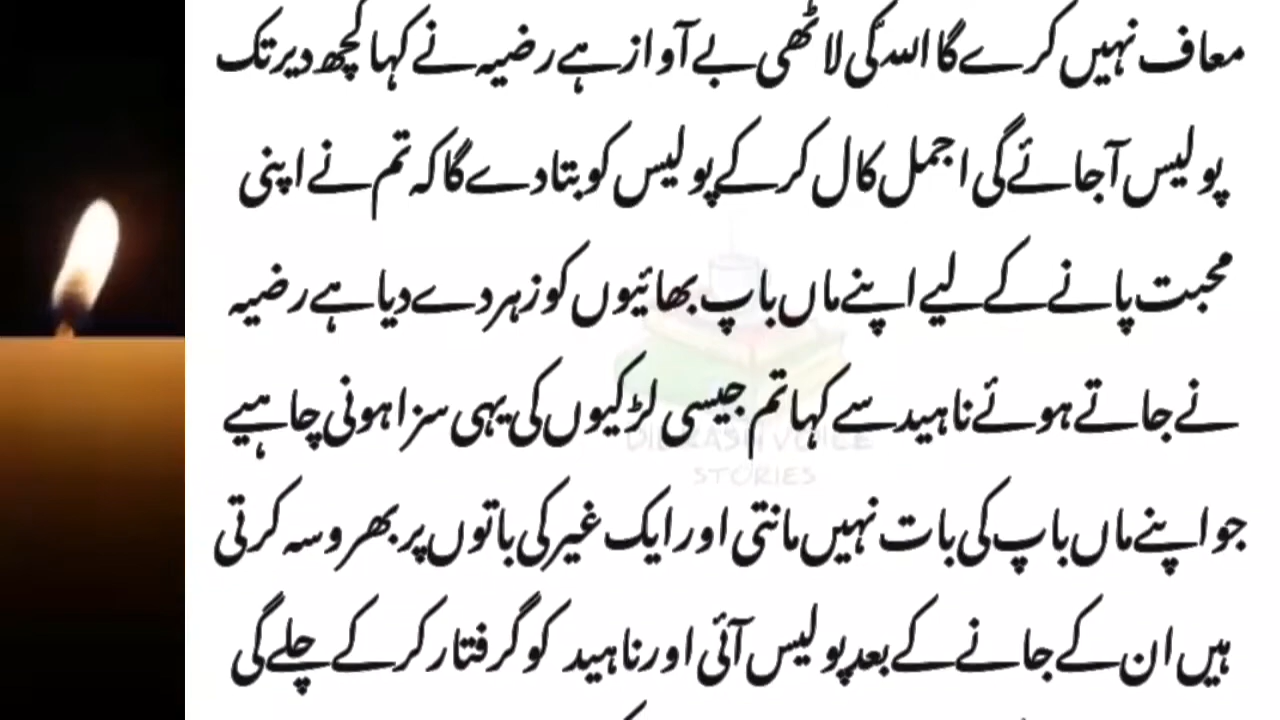 معاف نہیں کرے گا اللہ کی لاٹھی بے آواز ہے رضیہ نے کہا کچھ دیر تک
پولیس آجائے گی اجمل کال کر کے پولیس کو بتا دے گا کہ تم نے اپنی
محبت پانے کے لیے اپنے ماں باپ بھائیوں کو زہر دے دیا ہے رضیہ
نے جاتے ہوئے ناہید سے کہا تم جیسی لڑکیوں کی یہی سزا ہونی چاہیے
جو اپنے ماں باپ کی بات نہیں مانتی اور ایک غیر کی باتوں پر بھروسہ کرتی
ہیں ان کے جانے کے بعد پولیس آئی اور ناہید کو گرفتار کر کے چلے گی
VOICE
STORIES